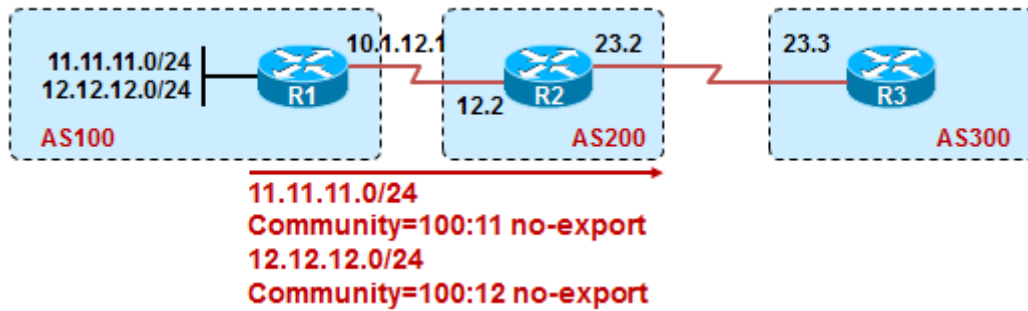 10.1.12.1
23.2
23.3
11.11.11.0/24
12.12.12.0/24
R1
R2
R3
12.2
AS100
AS200
AS300
11.11.11.0/24
Community=100:11 no-export
12.12.12.0/24
Community=100:12 no-export